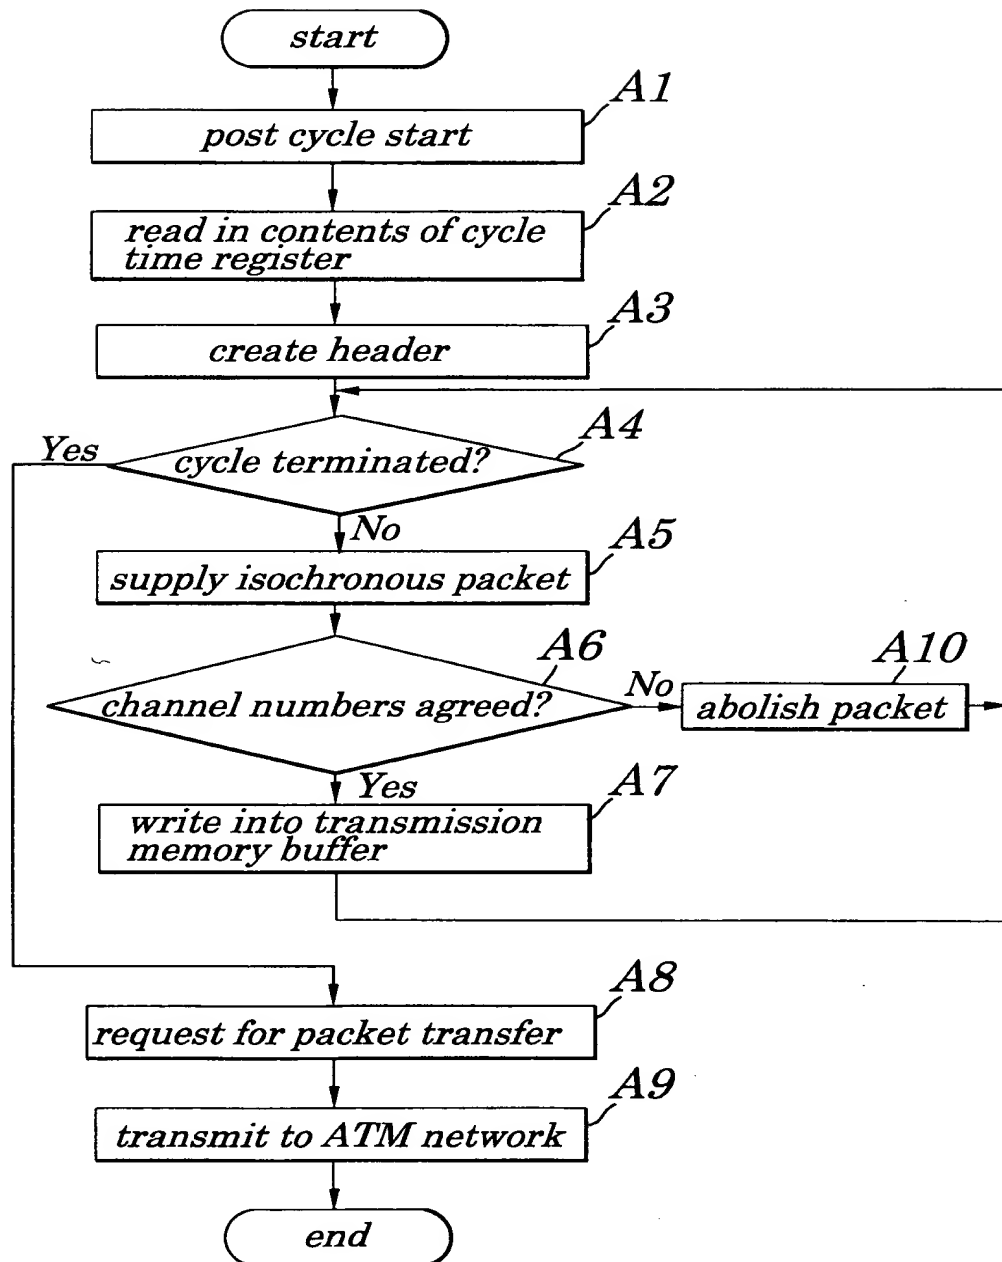 start
A1
post cycle start
A2
read in contents of cycle
time register
A3
create header
A4
Yes
cycle terminated?
No
A5
supply isochronous packet
A6
channel numbers agreed?
No
A10
abolish packet
Yes
A7
write into transmission
memory buffer
A8
request for packet transfer
A9
transmit to ATM network
end